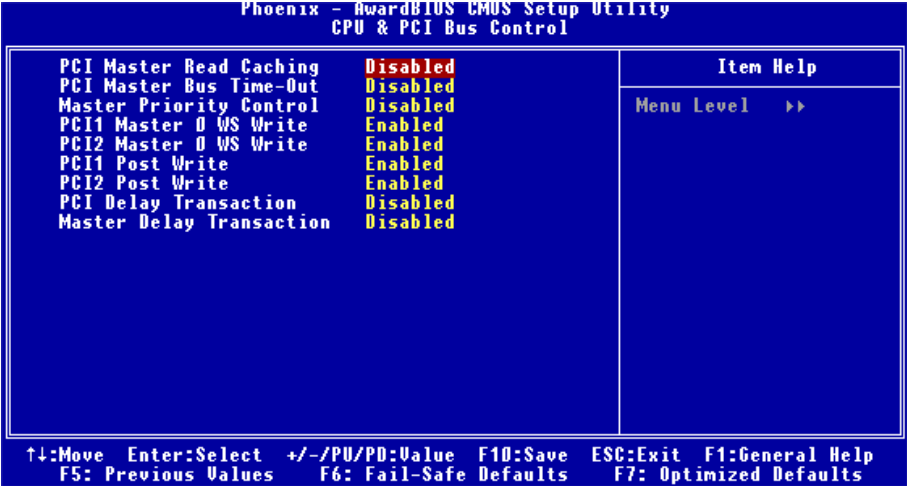 Phoenix - AwardBIOS CMOS Setup Utility
CPU & PCI Bus Control
PCI Master Read Caching Disabled
PCI Master Bus Time-Out Disabled
Master Priority Control Disabled
PCI1 Master 0 WS Write Enabled
PCI2 Master 0 WS Write Enabled
PCI1 Post Write Enabled
PCI2 Post Write Enabled
PCI Delay Transaction Disabled
Master Delay Transaction Disabled
Item Help
Menu Level ▸▸
↑↓:Move Enter:Select +/-/PU/PD:Value F10:Save ESC:Exit F1:General Help
F5: Previous Values F6: Fail-Safe Defaults F7: Optimized Defaults